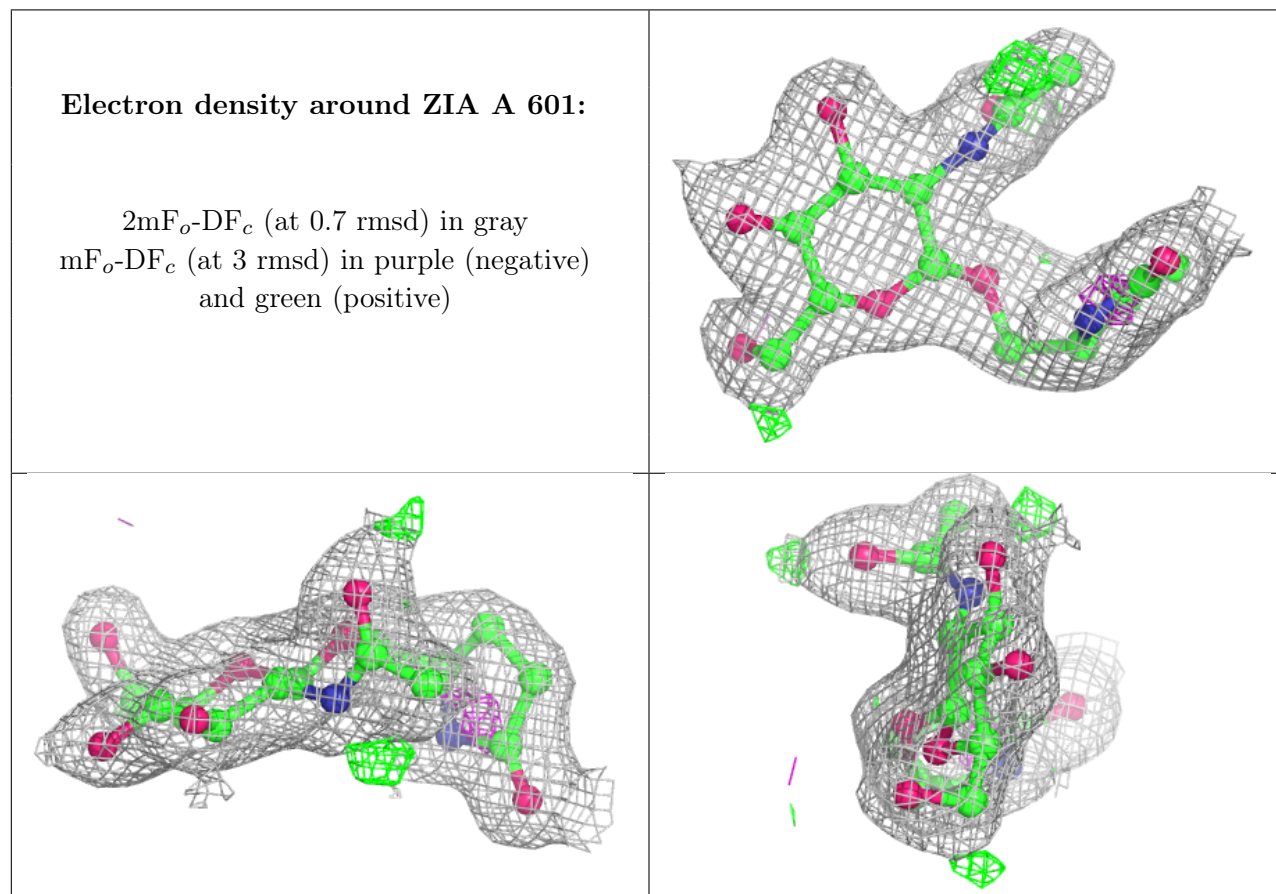 Electron density around ZIA A 601:
2mFₒ-DF𝒸 (at 0.7 rmsd) in gray
mFₒ-DF𝒸 (at 3 rmsd) in purple (negative)
and green (positive)